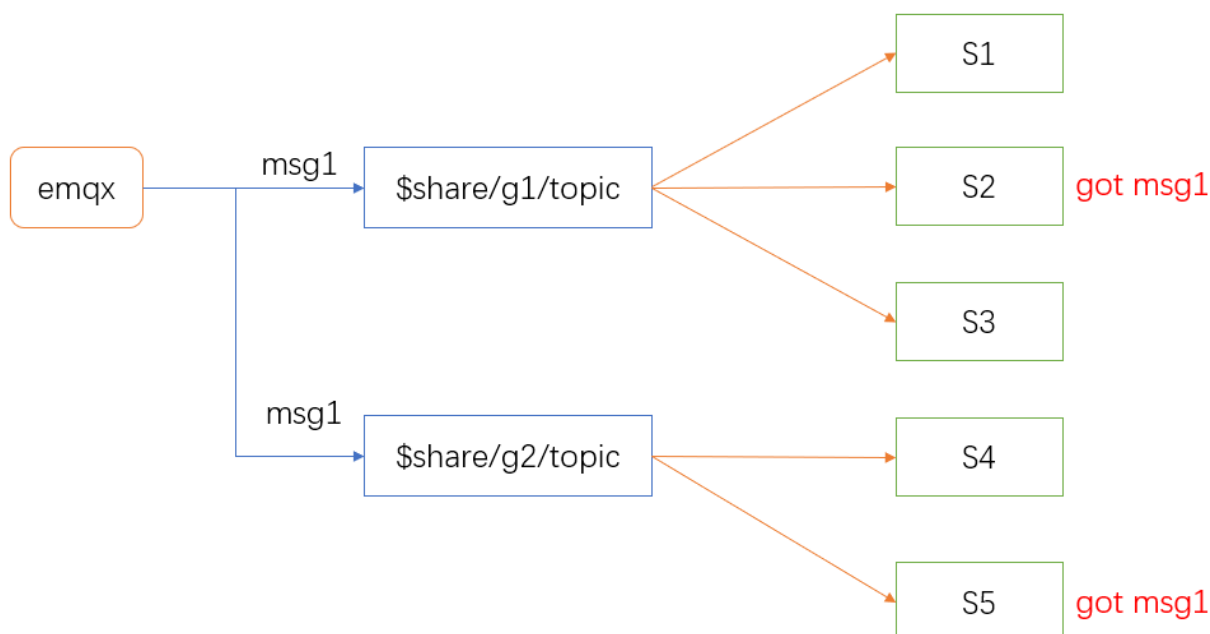 S1
msg1
emqx
$share/g1/topic
S2
got msg1
S3
msg1
$share/g2/topic
S4
S5
got msg1